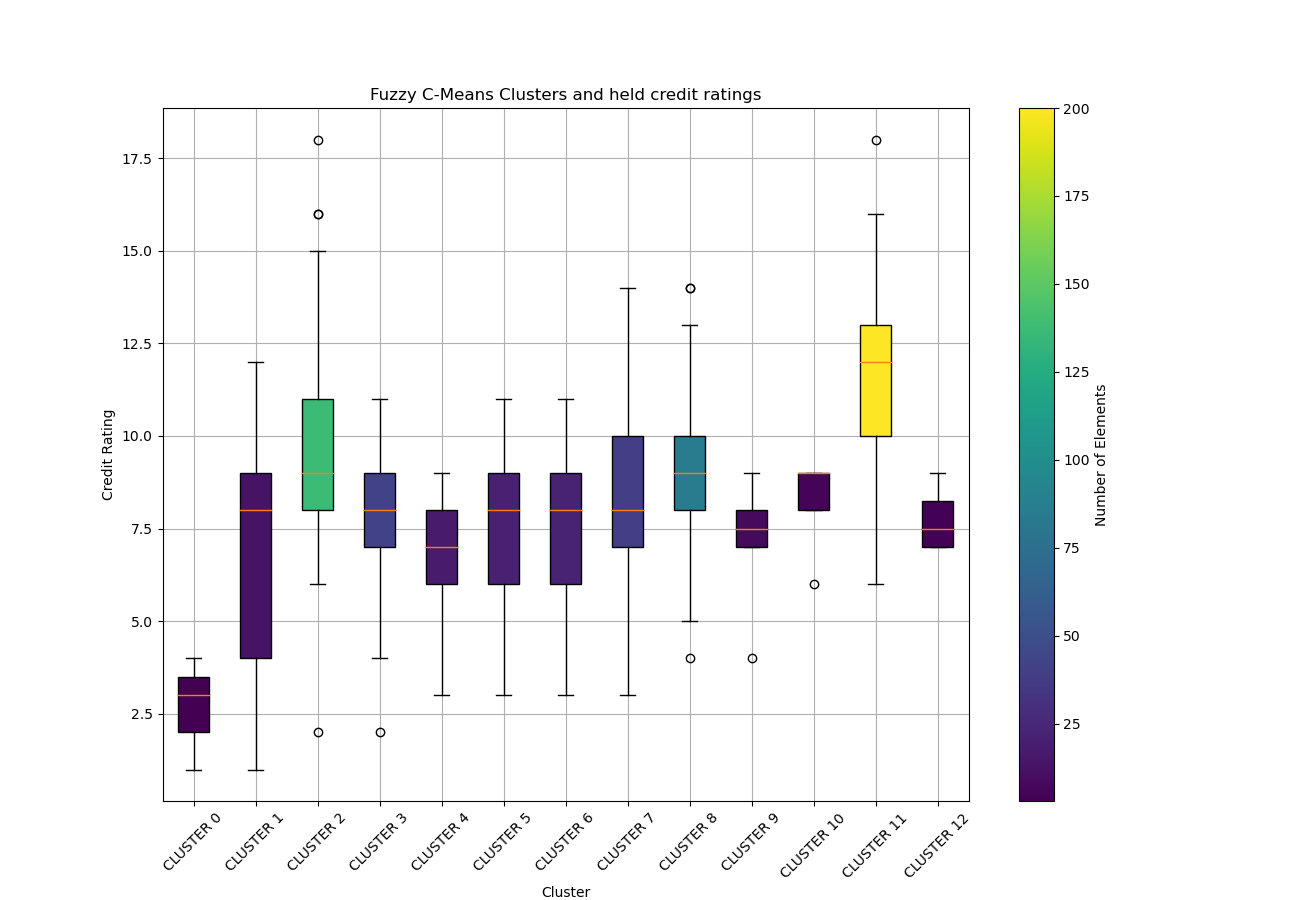 Fuzzy C-Means Clusters and held credit ratings
17.5
15.0
12.5
10.0
7.5
5.0
2.5
Credit Rating
CLUSTER 0
CLUSTER 1
CLUSTER 2
CLUSTER 3
CLUSTER 4
CLUSTER 5
CLUSTER 6
CLUSTER 7
CLUSTER 8
CLUSTER 9
CLUSTER 10
CLUSTER 11
CLUSTER 12
Cluster
200
175
150
125
100
75
50
25
Number of Elements